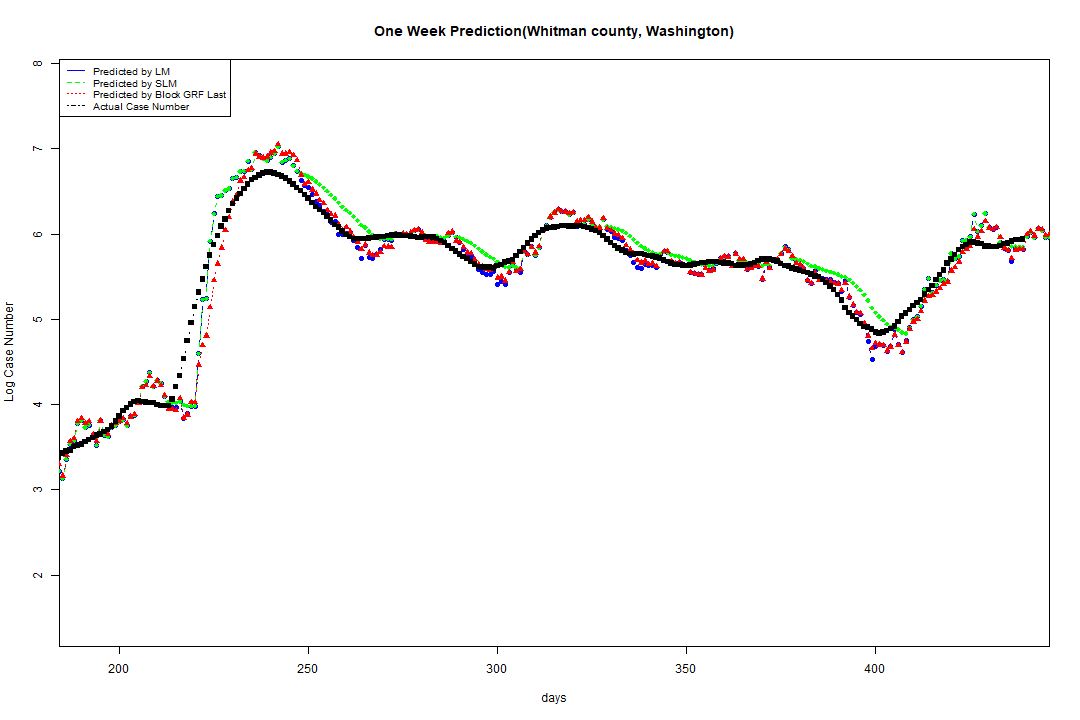 One Week Prediction(Whitman county, Washington)
Predicted by LM
Predicted by SLM
Predicted by Block GRF Last
Actual Case Number
8
7
6
5
4
3
2
Log Case Number
200 250 300 350 400
days